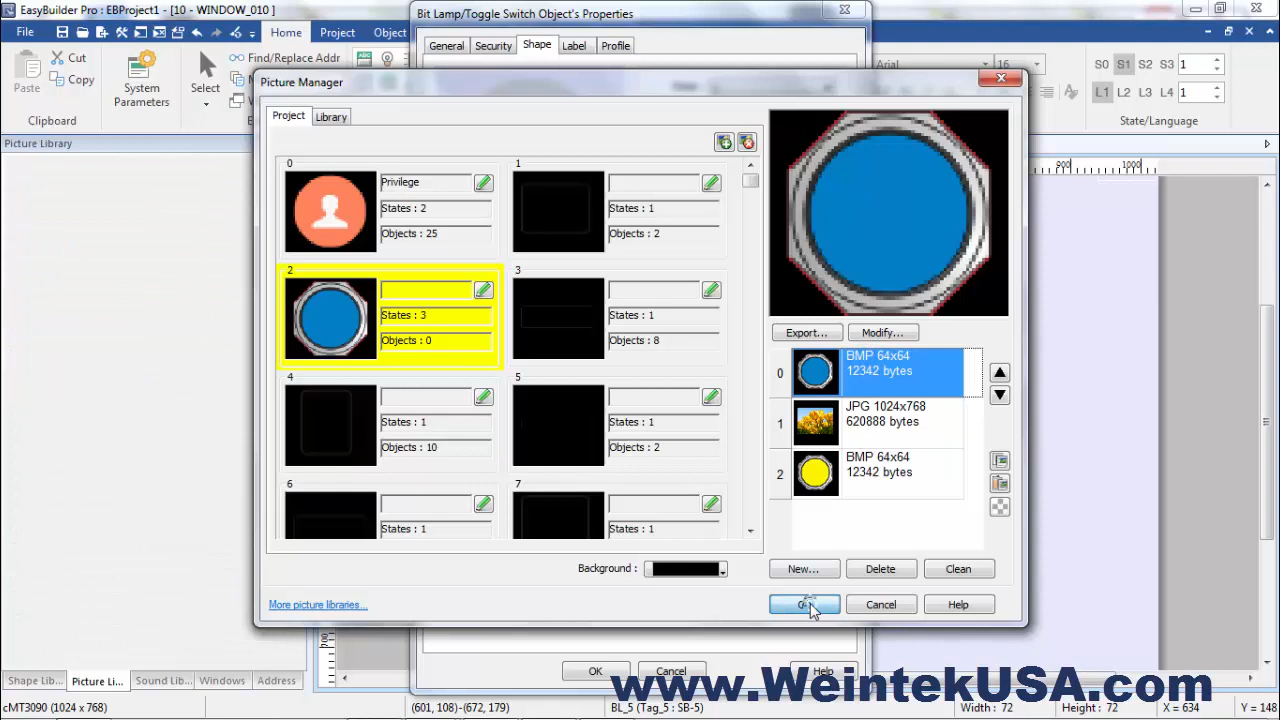 EasyBuilder Pro : EBProject1 - [10 - WINDOW_010 ]
Bit Lamp/Toggle Switch Object's Properties
File Home Project Object
General Security Shape Label Profile
Cut
Copy
Paste
Clipboard
System
Parameters
Select
Find/Replace Addr
Arial 16
S0 S1 S2 S3 1
L1 L2 L3 L4 1
State/Language
Picture Library
900 1000
Picture Manager
Project Library
0
Privilege
States : 2
Objects : 25
1
States : 1
Objects : 2
2
States : 3
Objects : 0
3
States : 1
Objects : 8
4
States : 1
Objects : 10
5
States : 1
Objects : 2
6
States : 1
7
States : 1
Background :
More picture libraries...
Export... Modify...
0
BMP 64x64
12342 bytes
1
JPG 1024x768
620888 bytes
2
BMP 64x64
12342 bytes
New... Delete Clean
Cancel Help
OK Cancel Help
Shape Lib... Picture Li... Sound Lib... Windows Address
www.WeintekUSA.com
cMT3090 (1024 x 768) (601, 108)-(672, 179) BL_5 (Tag_5 : SB-5) Width : 72 Height : 72 X = 634 Y = 148